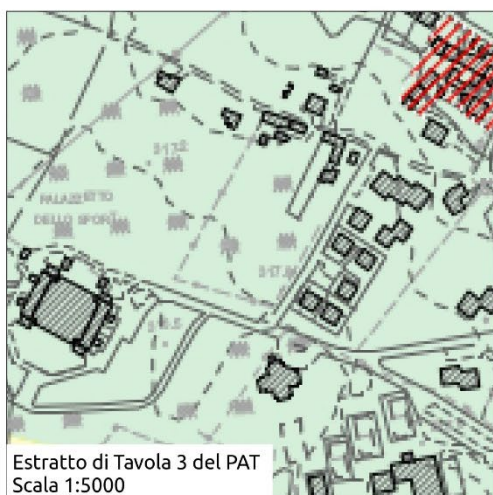 PALAZZETTO
DELLO SPORT
Estratto di Tavola 3 del PAT
Scala 1:5000